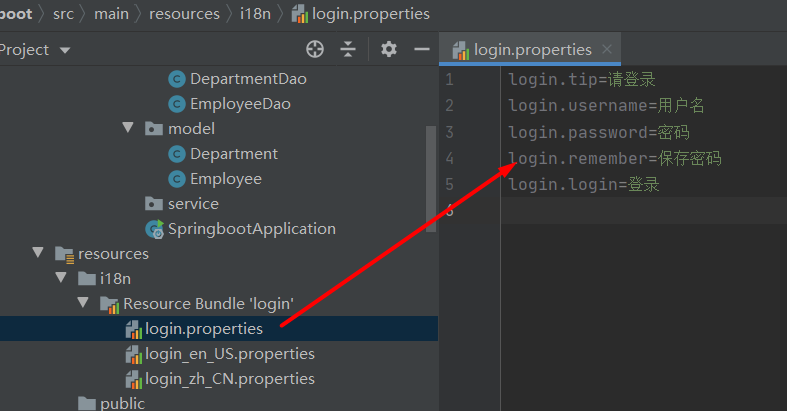 boot > src > main > resources > i18n > login.properties
Project
DepartmentDao
EmployeeDao
model
Department
Employee
service
SpringbootApplication
resources
i18n
Resource Bundle 'login'
login.properties
login_en_US.properties
login_zh_CN.properties
public
login.properties
1 login.tip=请登录
2 login.username=用户名
3 login.password=密码
4 login.remember=保存密码
5 login.login=登录
6